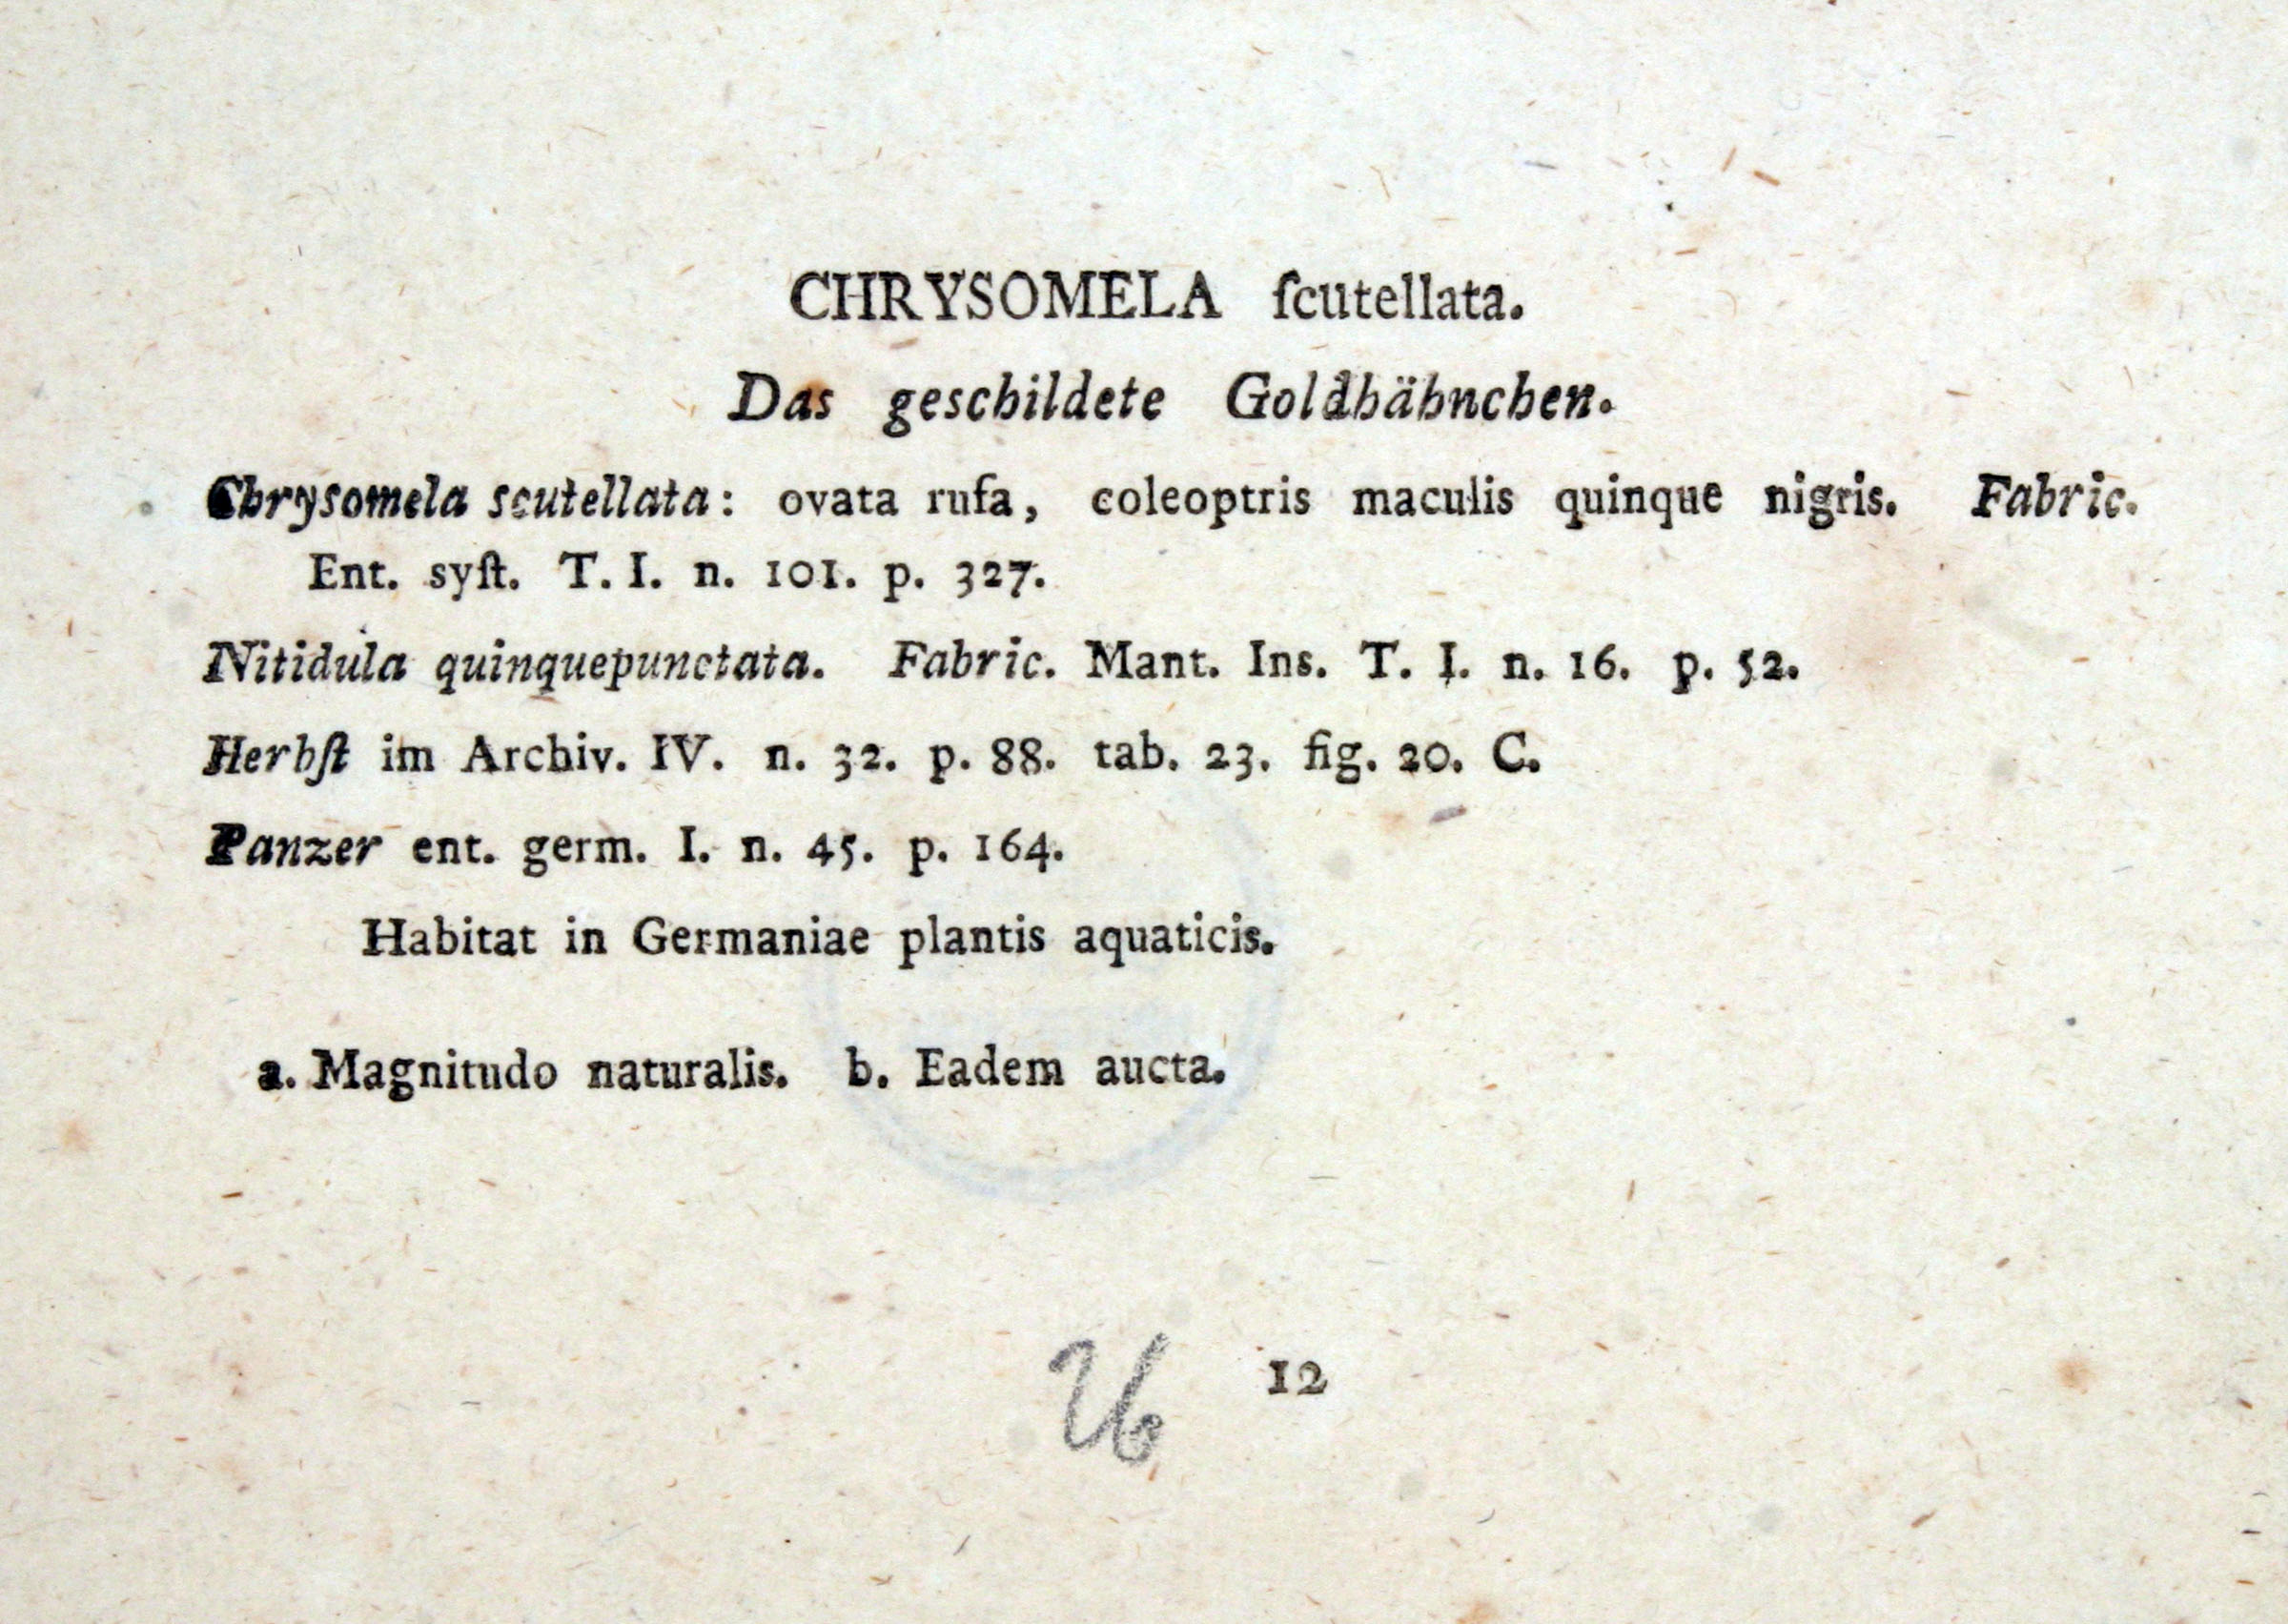 CHRYSOMELA ſcutellata.
Das geschildete Goldhähnchen.
Chrysomela scutellata: ovata rufa, coleoptris maculis quinque nigris. Fabric.
Ent. syſt. T. I. n. 101. p. 327.
Nitidula quinquepunctata. Fabric. Mant. Ins. T. I. n. 16. p. 52.
Herbſt im Archiv. IV. n. 32. p. 88. tab. 23. fig. 20. C.
Panzer ent. germ. I. n. 45. p. 164.
Habitat in Germaniae plantis aquaticis.
a. Magnitudo naturalis. b. Eadem aucta.
12